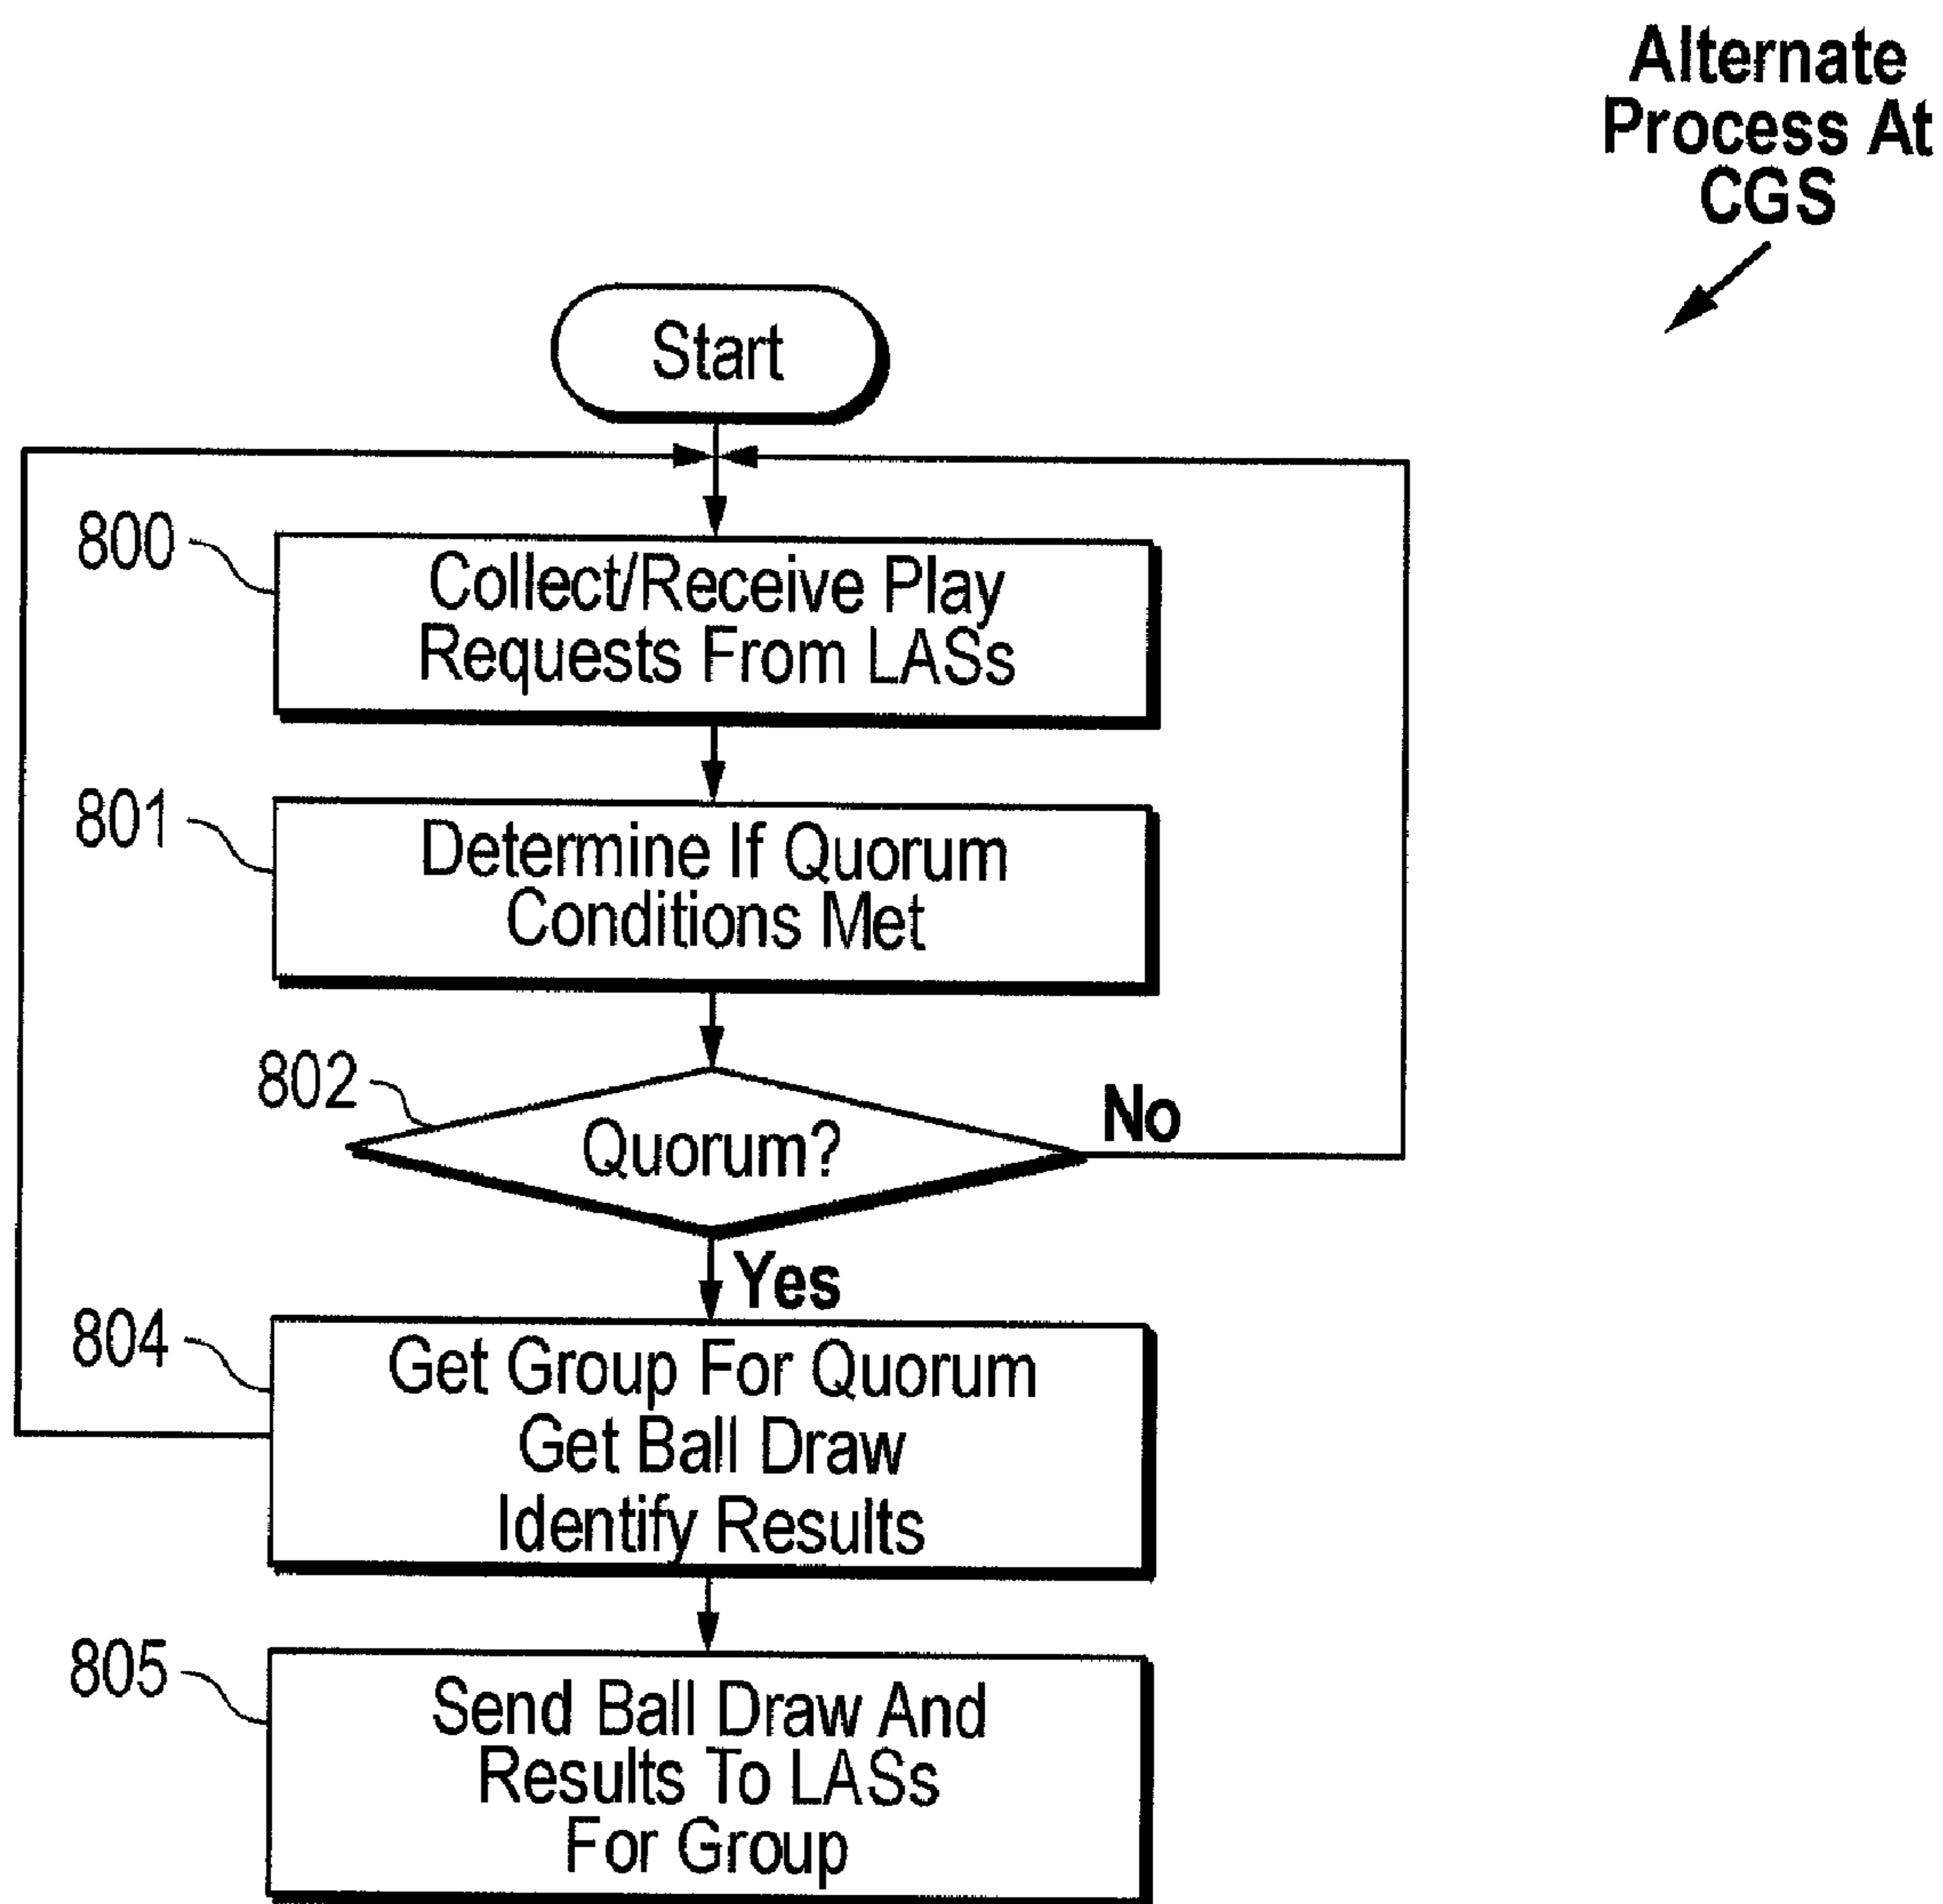 Alternate
Process At
CGS
Start
800
Collect/Receive Play
Requests From LASs
801
Determine If Quorum
Conditions Met
802
Quorum?
No
Yes
804
Get Group For Quorum
Get Ball Draw
Identify Results
805
Send Ball Draw And
Results To LASs
For Group